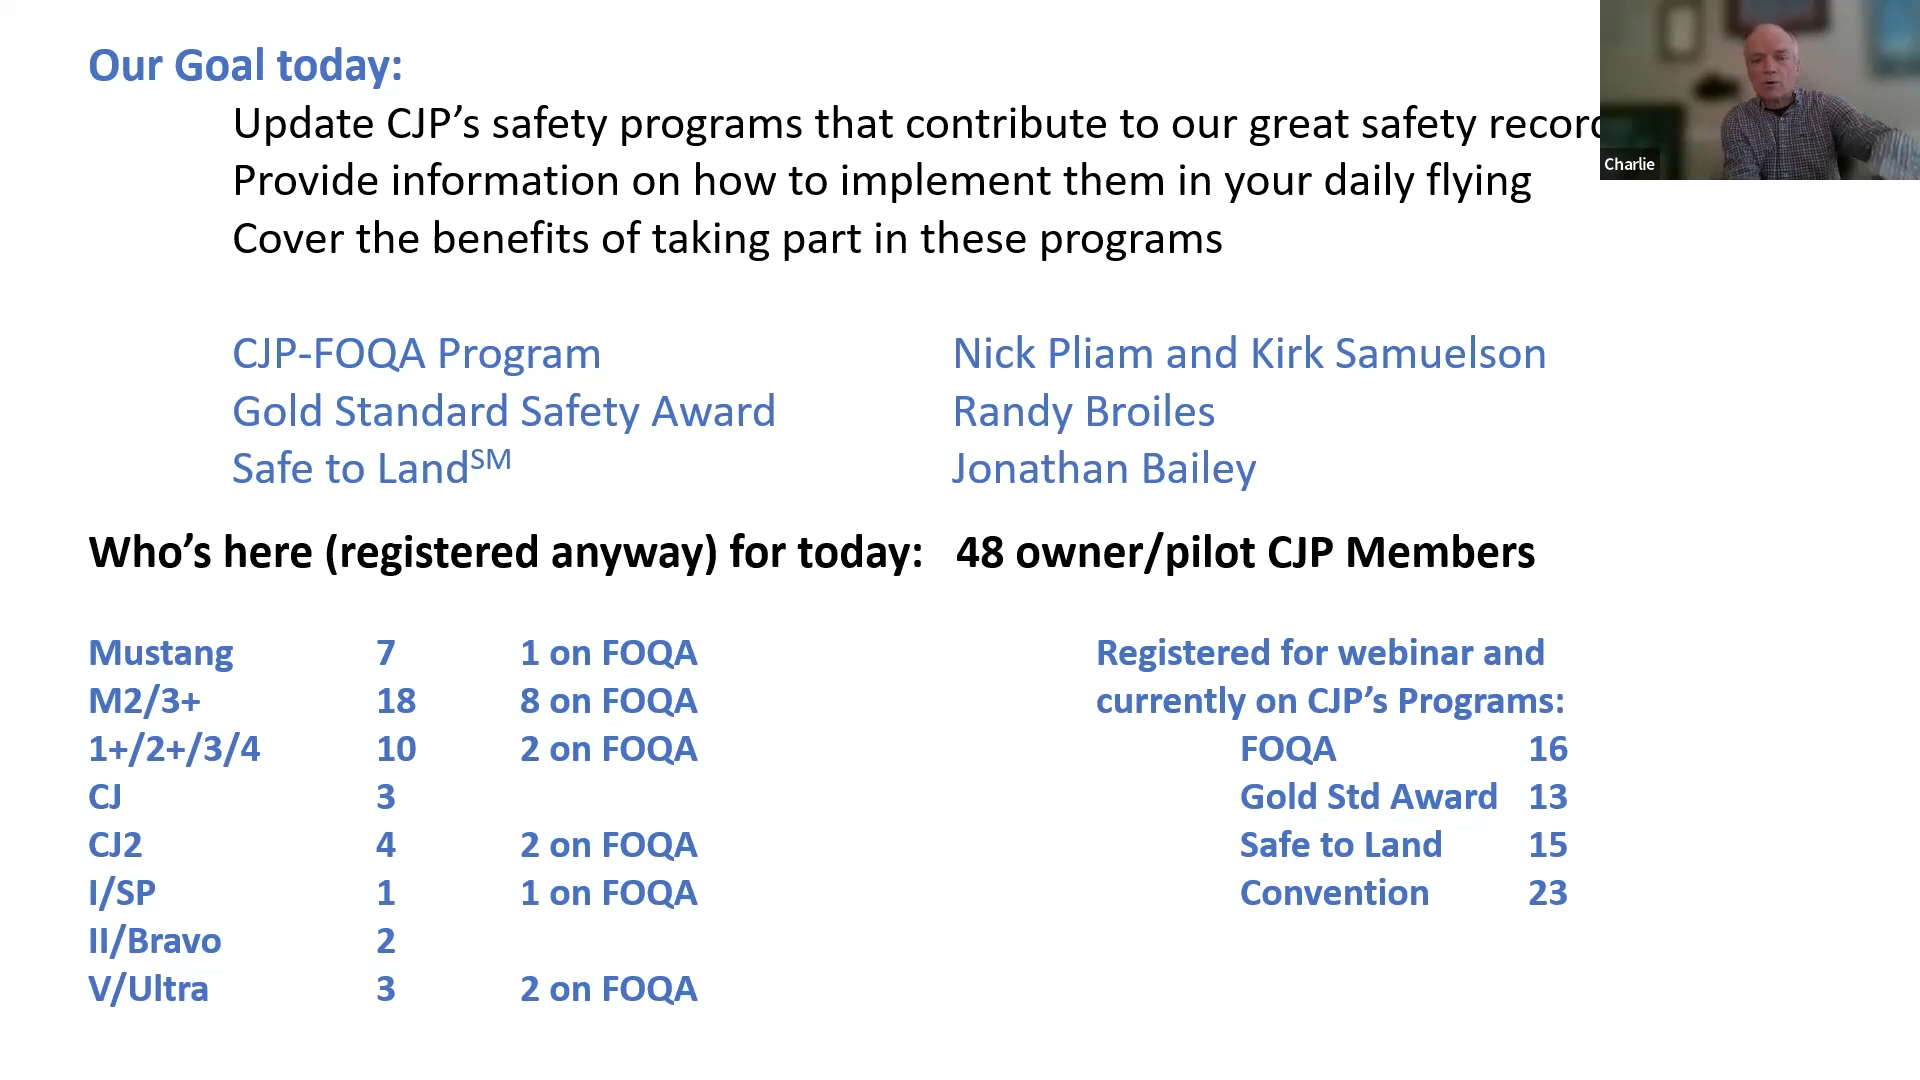 Our Goal today:
Update CJP’s safety programs that contribute to our great safety record
Provide information on how to implement them in your daily flying
Cover the benefits of taking part in these programs
CJP-FOQA Program Nick Pliam and Kirk Samuelson
Gold Standard Safety Award Randy Broiles
Safe to LandSM Jonathan Bailey
Who’s here (registered anyway) for today: 48 owner/pilot CJP Members
Mustang 7 1 on FOQA
M2/3+ 18 8 on FOQA
1+/2+/3/4 10 2 on FOQA
CJ 3
CJ2 4 2 on FOQA
I/SP 1 1 on FOQA
II/Bravo 2
V/Ultra 3 2 on FOQA
Registered for webinar and
currently on CJP’s Programs:
FOQA 16
Gold Std Award 13
Safe to Land 15
Convention 23
Charlie